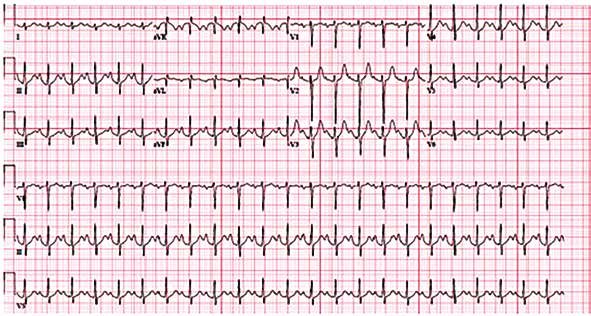 I aVR V1 V4
II aVL V2 V5
III aVF V3 V6
V1
II
V5